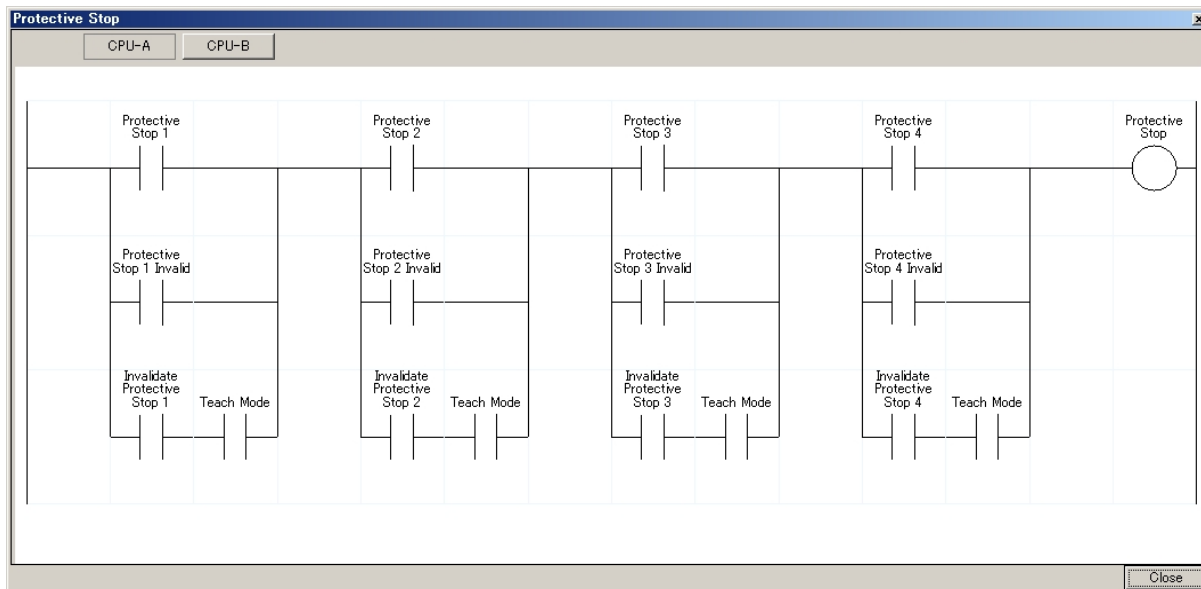 Protective Stop
CPU-A
CPU-B
Protective
Stop 1
Protective
Stop 2
Protective
Stop 3
Protective
Stop 4
Protective
Stop
Protective
Stop 1 Invalid
Protective
Stop 2 Invalid
Protective
Stop 3 Invalid
Protective
Stop 4 Invalid
Invalidate
Protective
Stop 1
Teach Mode
Invalidate
Protective
Stop 2
Teach Mode
Invalidate
Protective
Stop 3
Teach Mode
Invalidate
Protective
Stop 4
Teach Mode
Close